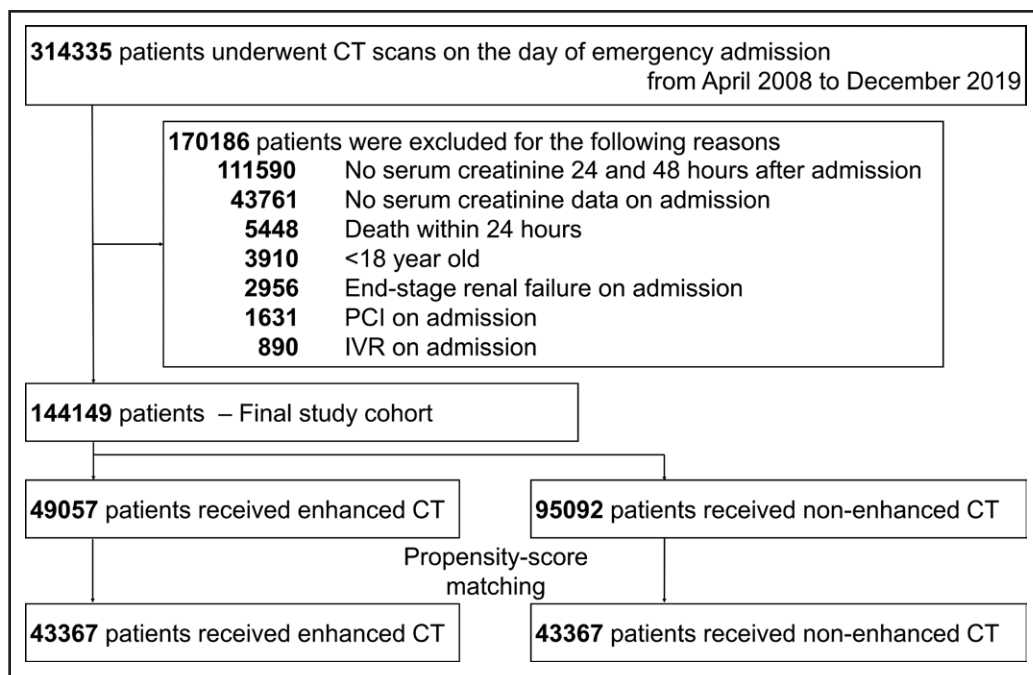 314335 patients underwent CT scans on the day of emergency admission
from April 2008 to December 2019
170186 patients were excluded for the following reasons
111590 No serum creatinine 24 and 48 hours after admission
43761 No serum creatinine data on admission
5448 Death within 24 hours
3910 <18 year old
2956 End-stage renal failure on admission
1631 PCI on admission
890 IVR on admission
144149 patients – Final study cohort
49057 patients received enhanced CT
95092 patients received non-enhanced CT
Propensity-score
matching
43367 patients received enhanced CT
43367 patients received non-enhanced CT